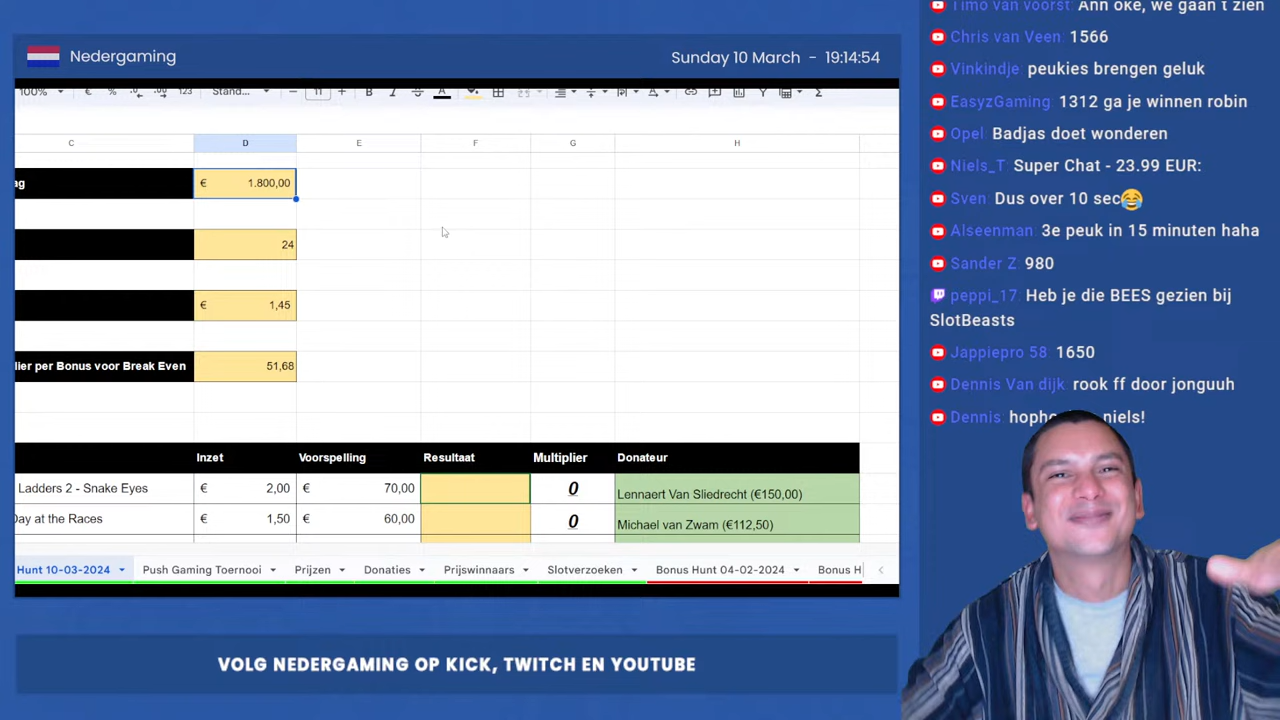 Nedergaming
Sunday 10 March - 19:14:54
100%
€
%
.0
.00
123
Stand...
11
B
I
A
C
D
E
F
G
H
ag
€ 1.800,00
24
€ 1,45
lier per Bonus voor Break Even
51,68
Inzet
Voorspelling
Resultaat
Multiplier
Donateur
Ladders 2 - Snake Eyes
€ 2,00
€ 70,00
0
Lennaert Van Sliedrecht (€150,00)
Day at the Races
€ 1,50
€ 60,00
0
Michael van Zwam (€112,50)
Hunt 10-03-2024
Push Gaming Toernooi
Prijzen
Donaties
Prijswinnaars
Slotverzoeken
Bonus Hunt 04-02-2024
Bonus H
VOLG NEDERGAMING OP KICK, TWITCH EN YOUTUBE
Timo van voorst Ahh oke, we gaan t zien
Chris van Veen 1566
Vinkindje peukies brengen geluk
EasyzGaming 1312 ga je winnen robin
Opel Badjas doet wonderen
Niels_T Super Chat - 23.99 EUR:
Sven Dus over 10 sec😂
Alseenman 3e peuk in 15 minuten haha
Sander Z 980
peppi_17 Heb je die BEES gezien bij
SlotBeasts
Jappiepro 58 1650
Dennis Van dijk rook ff door jonguuh
Dennis niels!